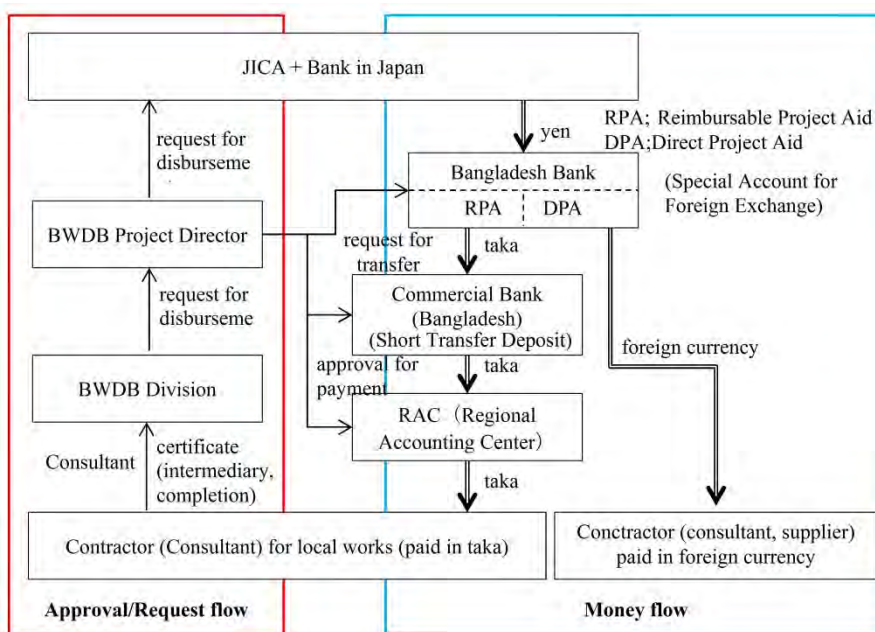 JICA + Bank in Japan
request for
disburseme
yen
RPA; Reimbursable Project Aid
DPA;Direct Project Aid
Bangladesh Bank
RPA
DPA
(Special Account for
Foreign Exchange)
BWDB Project Director
request for
transfer
taka
request for
disburseme
Commercial Bank
(Bangladesh)
(Short Transfer Deposit)
foreign currency
approval for
payment
taka
BWDB Division
RAC（Regional
Accounting Center）
Consultant
certificate
(intermediary,
completion)
taka
Contractor (Consultant) for local works (paid in taka)
Conctractor (consultant, supplier)
paid in foreign currency
Approval/Request flow
Money flow